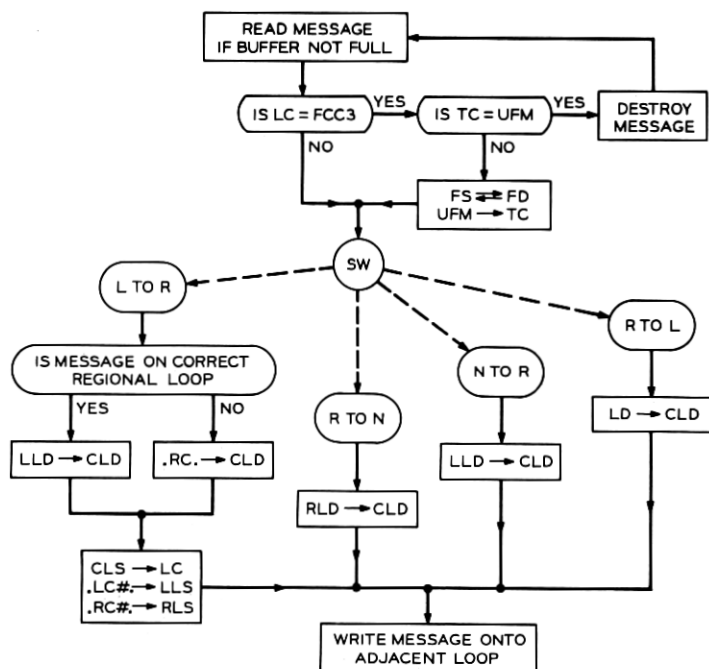 READ MESSAGE
IF BUFFER NOT FULL
IS LC = FCC3
YES
IS TC = UFM
YES
DESTROY
MESSAGE
NO
NO
FS ⇌ FD
UFM → TC
SW
L TO R
R TO L
IS MESSAGE ON CORRECT
REGIONAL LOOP
N TO R
YES
NO
R TO N
LD → CLD
LLD → CLD
.RC. → CLD
LLD → CLD
RLD → CLD
CLS → LC
.LC#. → LLS
.RC#. → RLS
WRITE MESSAGE ONTO
ADJACENT LOOP